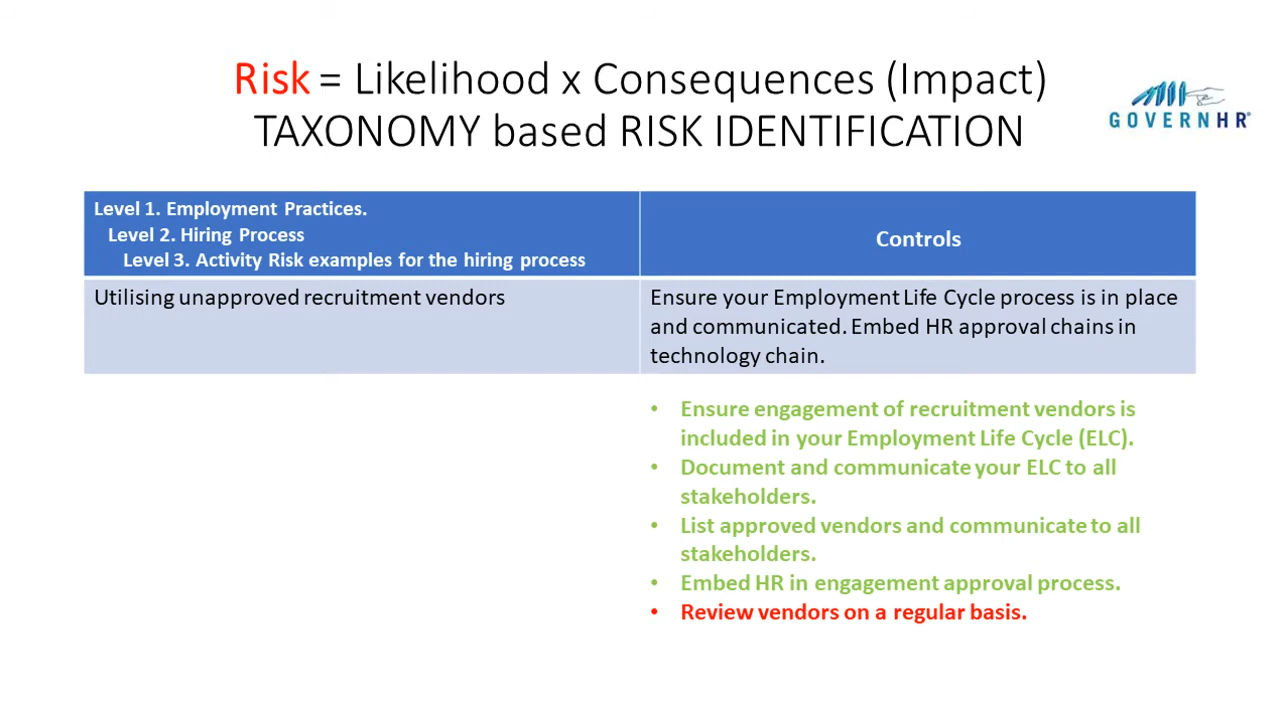 Risk = Likelihood x Consequences (Impact)
TAXONOMY based RISK IDENTIFICATION
GOVERNHR®
Level 1. Employment Practices.
Level 2. Hiring Process
Level 3. Activity Risk examples for the hiring process
Controls
Utilising unapproved recruitment vendors
Ensure your Employment Life Cycle process is in place
and communicated. Embed HR approval chains in
technology chain.
• Ensure engagement of recruitment vendors is
included in your Employment Life Cycle (ELC).
• Document and communicate your ELC to all
stakeholders.
• List approved vendors and communicate to all
stakeholders.
• Embed HR in engagement approval process.
• Review vendors on a regular basis.